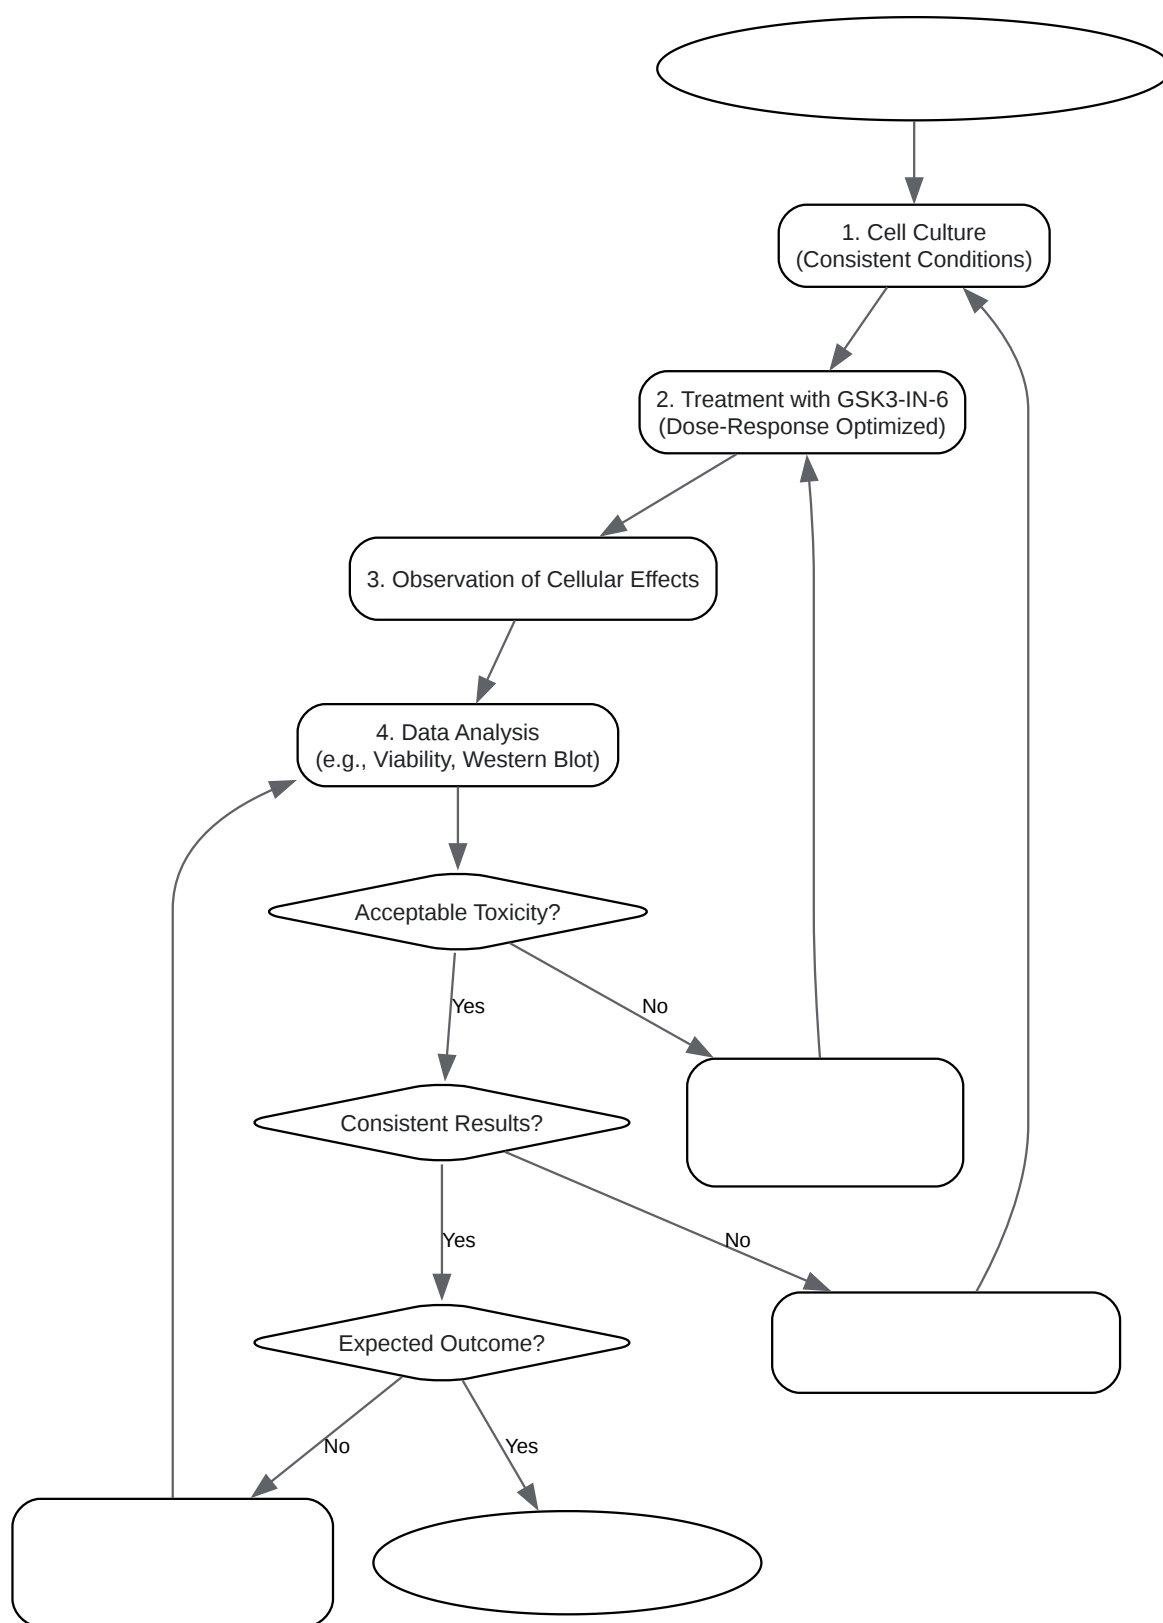 1. Cell Culture
(Consistent Conditions)
2. Treatment with GSK3-IN-6
(Dose-Response Optimized)
3. Observation of Cellular Effects
4. Data Analysis
(e.g., Viability, Western Blot)
Acceptable Toxicity?
Yes
No
Consistent Results?
Yes
No
Expected Outcome?
No
Yes